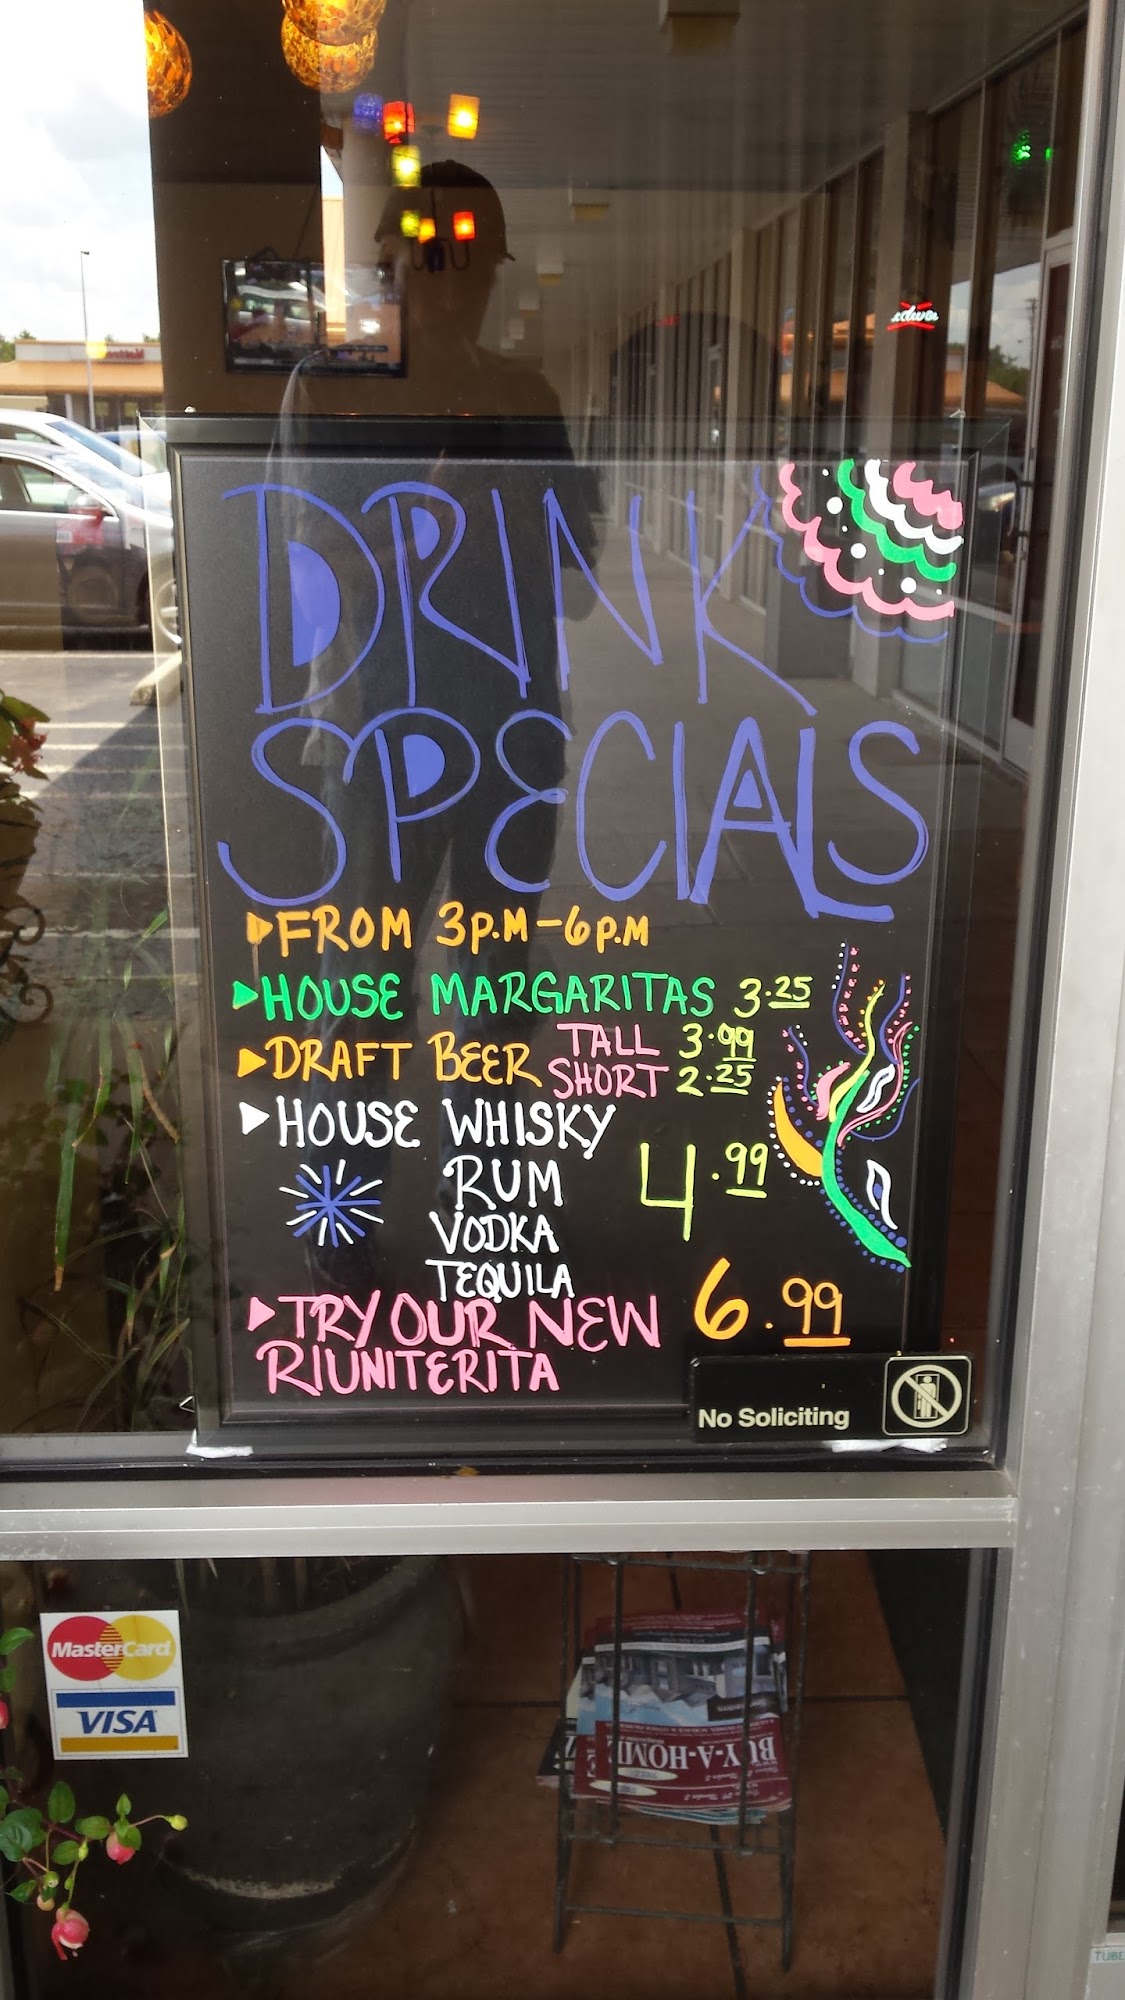 DRINK
SPECIALS
FROM 3P.M-6P.M
HOUSE MARGARITAS 3.25
DRAFT BEER TALL 3.99
SHORT 2.25
HOUSE WHISKY
RUM 4.99
VODKA
TEQUILA
TRY OUR NEW 6.99
RIUNITERITA
No Soliciting
MasterCard
VISA
BUY-A-HOME
TUBE